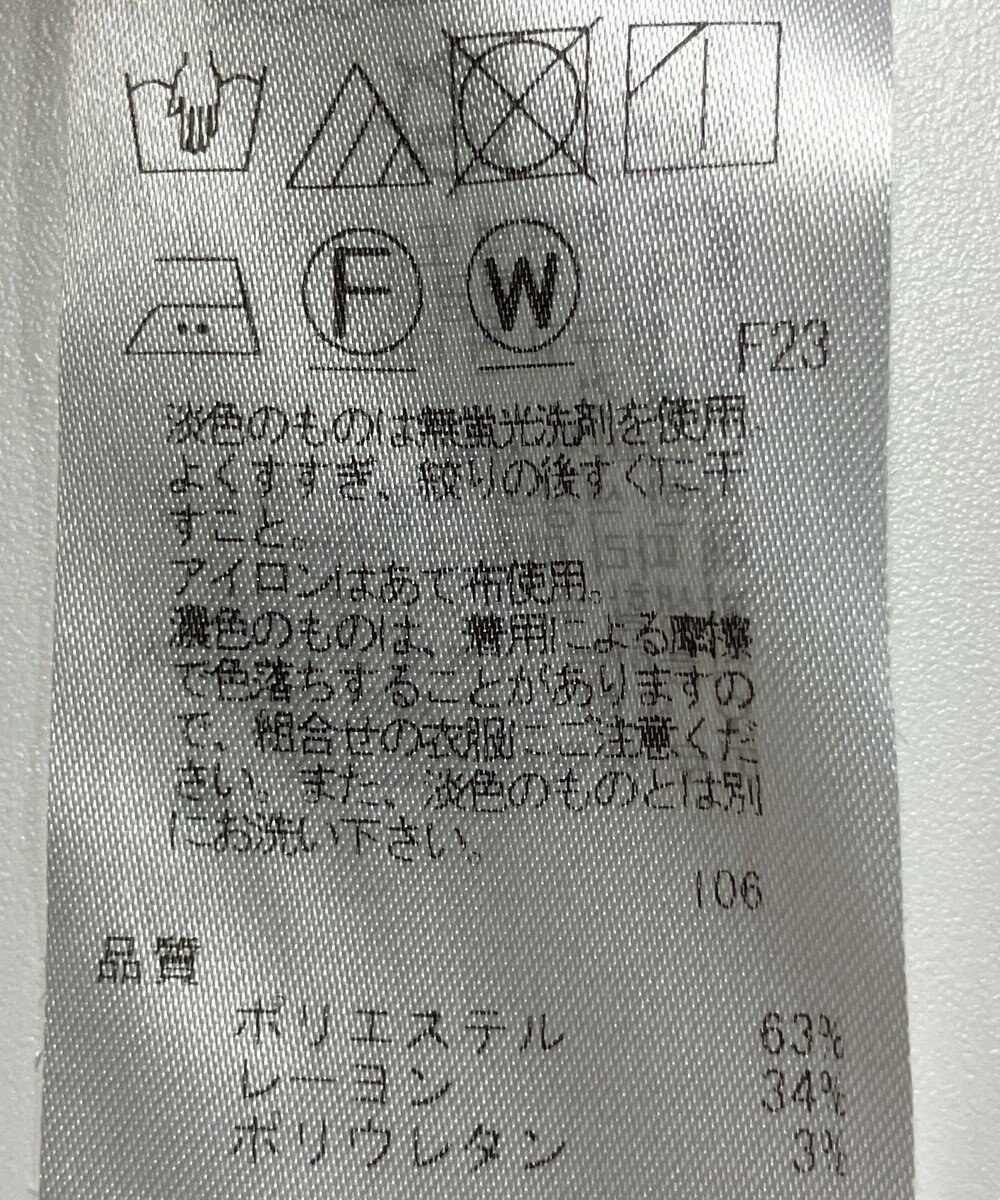 F W
F23
淡色のものは無蛍光洗剤を使用
よくすすぎ、絞りの後すぐに干
すこと。
アイロンはあて布使用。
濃色のものは、着用による摩擦
で色落ちすることがありますの
で、組合せの衣服にご注意くだ
さい。また、淡色のものとは別
にお洗い下さい。
106
品質
ポリエステル 63%
レーヨン 34%
ポリウレタン 3%